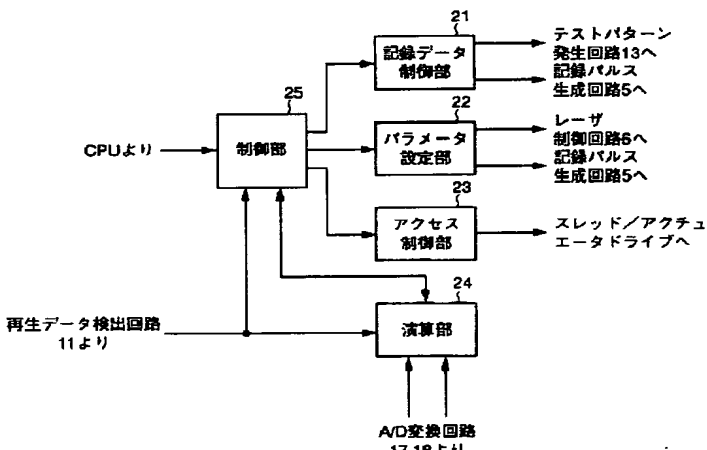 21
記録データ
制御部
テストパターン
発生回路13へ
記録パルス
生成回路5へ
25
制御部
CPUより
22
パラメータ
設定部
レーザ
制御回路6へ
記録パルス
生成回路5へ
23
アクセス
制御部
スレッド／アクチュ
エータドライブへ
24
演算部
再生データ検出回路
11より
A/D変換回路
17,18より